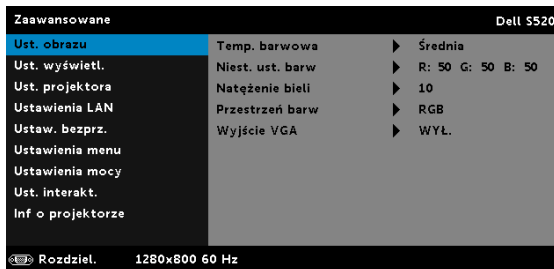 Zaawansowane Dell S520
Ust. obrazu Temp. barwowa Średnia
Ust. wyświetl. Niest. ust. barw R: 50 G: 50 B: 50
Ust. projektora Natężenie bieli 10
Ustawienia LAN Przestrzeń barw RGB
Ustaw. bezprz. Wyjście VGA WYŁ.
Ustawienia menu
Ustawienia mocy
Ust. interakt.
Inf o projektorze
Rozdziel. 1280x800 60 Hz